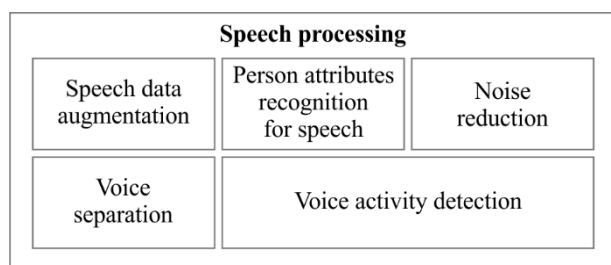 Speech processing
Speech data
augmentation
Person attributes
recognition
for speech
Noise
reduction
Voice
separation
Voice activity detection